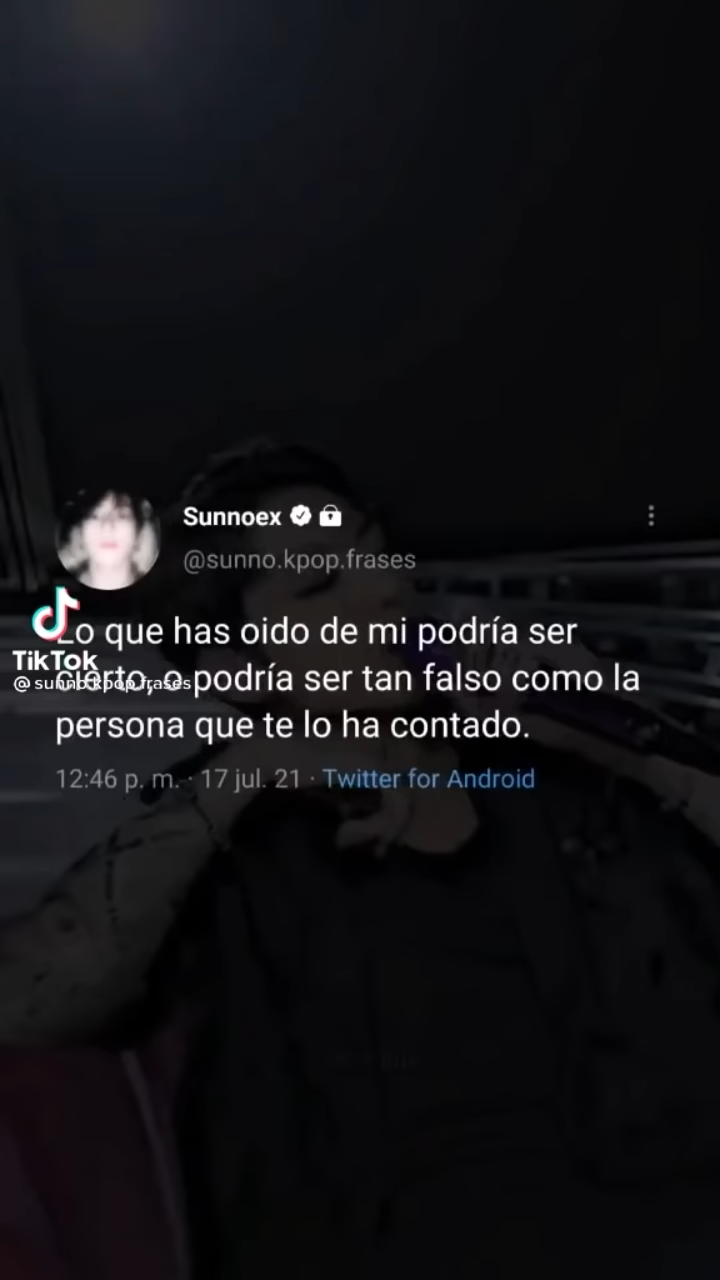 Sunnoex
@sunno.kpop.frases
Lo que has oido de mi podría ser
cierto, o podría ser tan falso como la
persona que te lo ha contado.
12:46 p. m. · 17 jul. 21 · Twitter for Android
TikTok
@sunno.kpop.frases